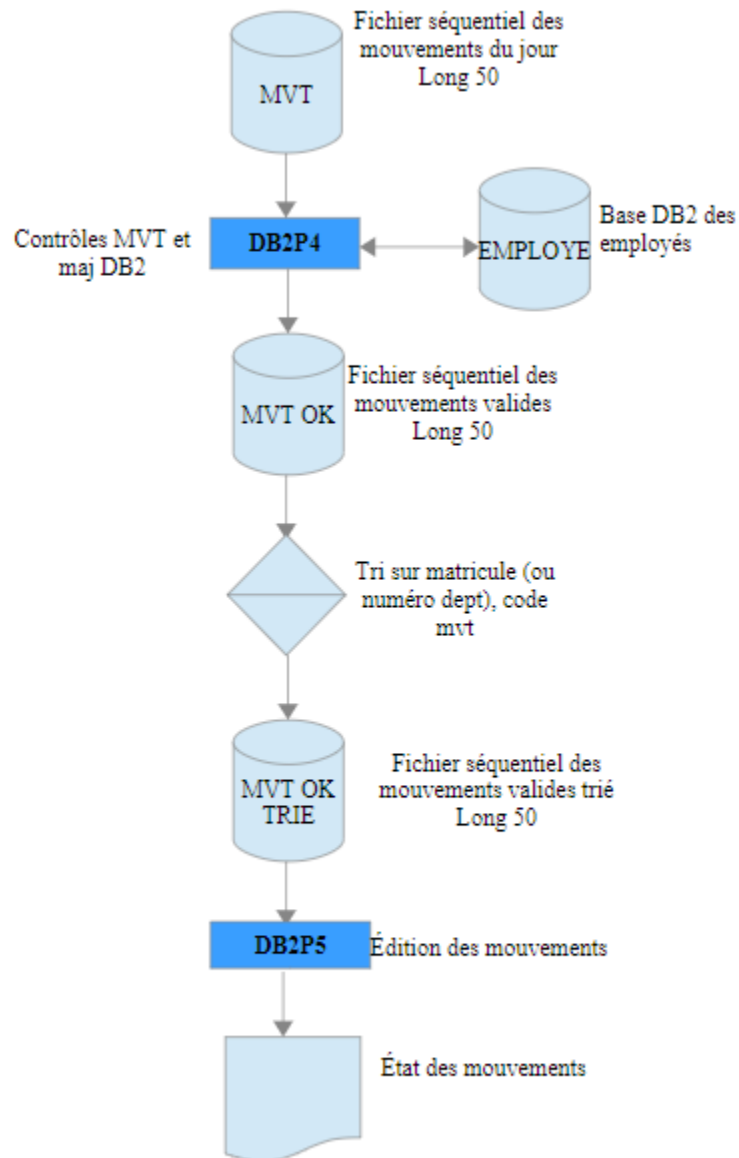 Fichier séquentiel des
mouvements du jour
Long 50
MVT
Contrôles MVT et
maj DB2
DB2P4
EMPLOYE
Base DB2 des
employés
MVT OK
Fichier séquentiel des
mouvements valides
Long 50
Tri sur matricule (ou
numéro dept), code
mvt
MVT OK
TRIE
Fichier séquentiel des
mouvements valides trié
Long 50
DB2P5
Édition des mouvements
État des mouvements